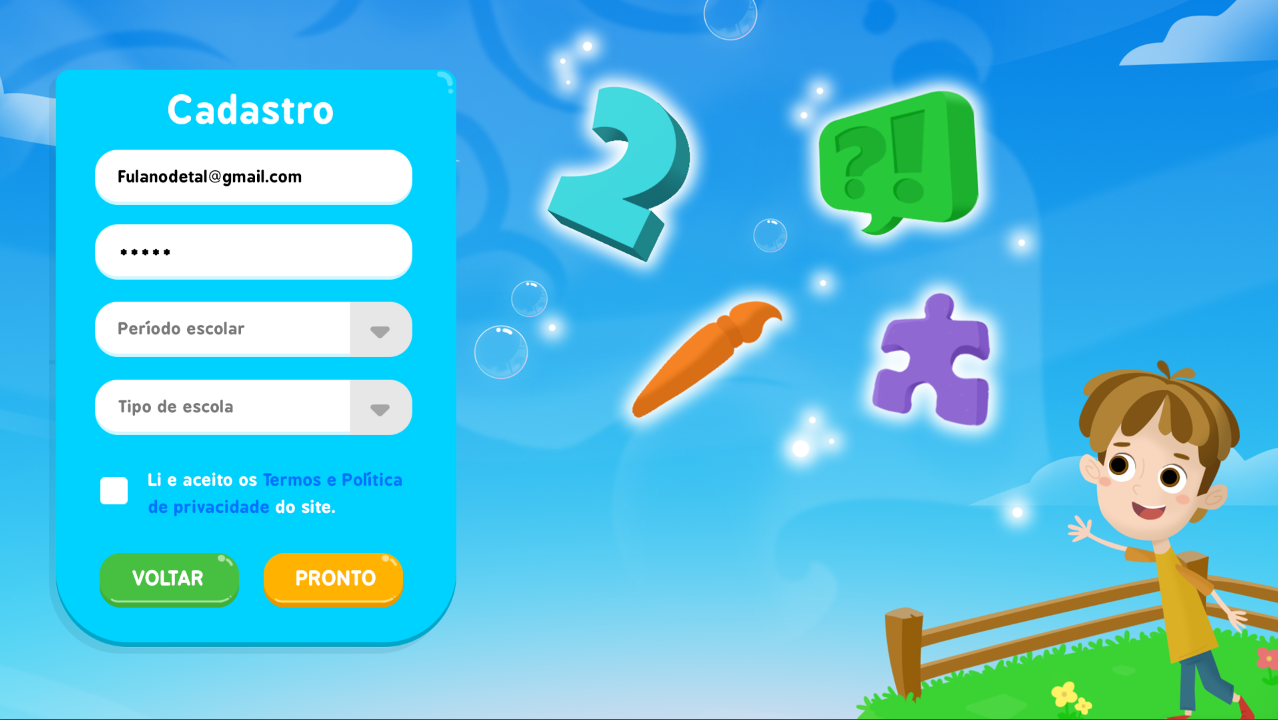 Cadastro
Fulanodetal@gmail.com
•••••
Período escolar
Tipo de escola
Li e aceito os Termos e Política
de privacidade do site.
VOLTAR PRONTO
2
?!